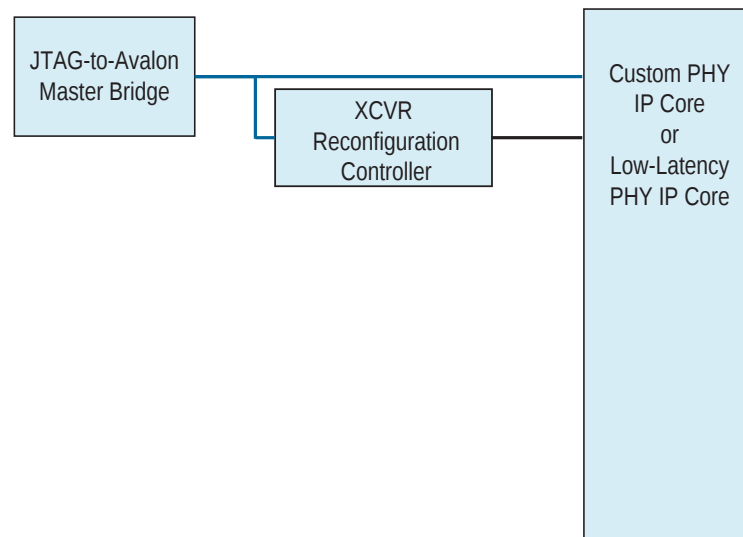 JTAG-to-Avalon
Master Bridge
XCVR
Reconfiguration
Controller
Custom PHY
IP Core
or
Low-Latency
PHY IP Core